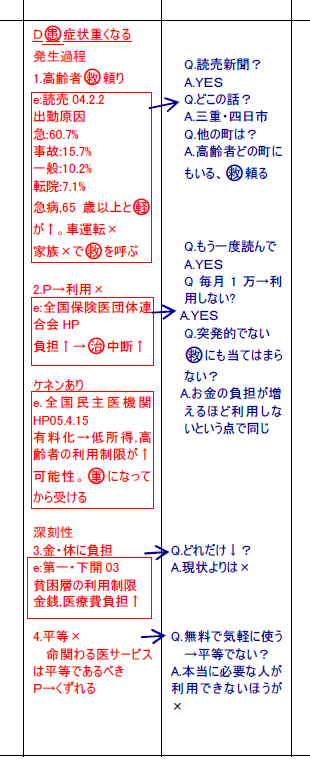 D㊝症状重くなる
発生過程
1.高齢者㊝頼り
e:読売 04.2.2
出動原因
急:60.7%
事故:15.7%
一般:10.2%
転院:7.1%
急病,65 歳以上と㊝
が↑。車運転×
家族×で㊝を呼ぶ
2.P→利用×
e:全国保険医団体連
合会 HP
負担↑→㊝中断↑
ケネンあり
e.全国民主医機関
HP05.4.15
有料化→低所得,高
齢者の利用制限が↑
可能性。㊝になって
から受ける
深刻性
3.金・体に負担
e:第一・下開 03
貧困層の利用制限
金銭,医療費負担↑
4.平等×
命関わる医サービス
は平等であるべき
P→くずれる
Q.読売新聞？
A.YES
Q.どこの話？
A.三重・四日市
Q.他の町は？
A.高齢者どの町に
もいる、㊝頼る
Q.もう一度読んで
A.YES
Q 毎月 1 万→利
用しない?
A.YES
Q.突発的でない
㊝にも当てはまら
ない？
A.お金の負担が増
えるほど利用しな
いという点で同じ
Q.どれだけ↓？
A.現状よりは×
Q.無料で気軽に使う
→平等でない？
A.本当に必要な人が
利用できないほうが
×